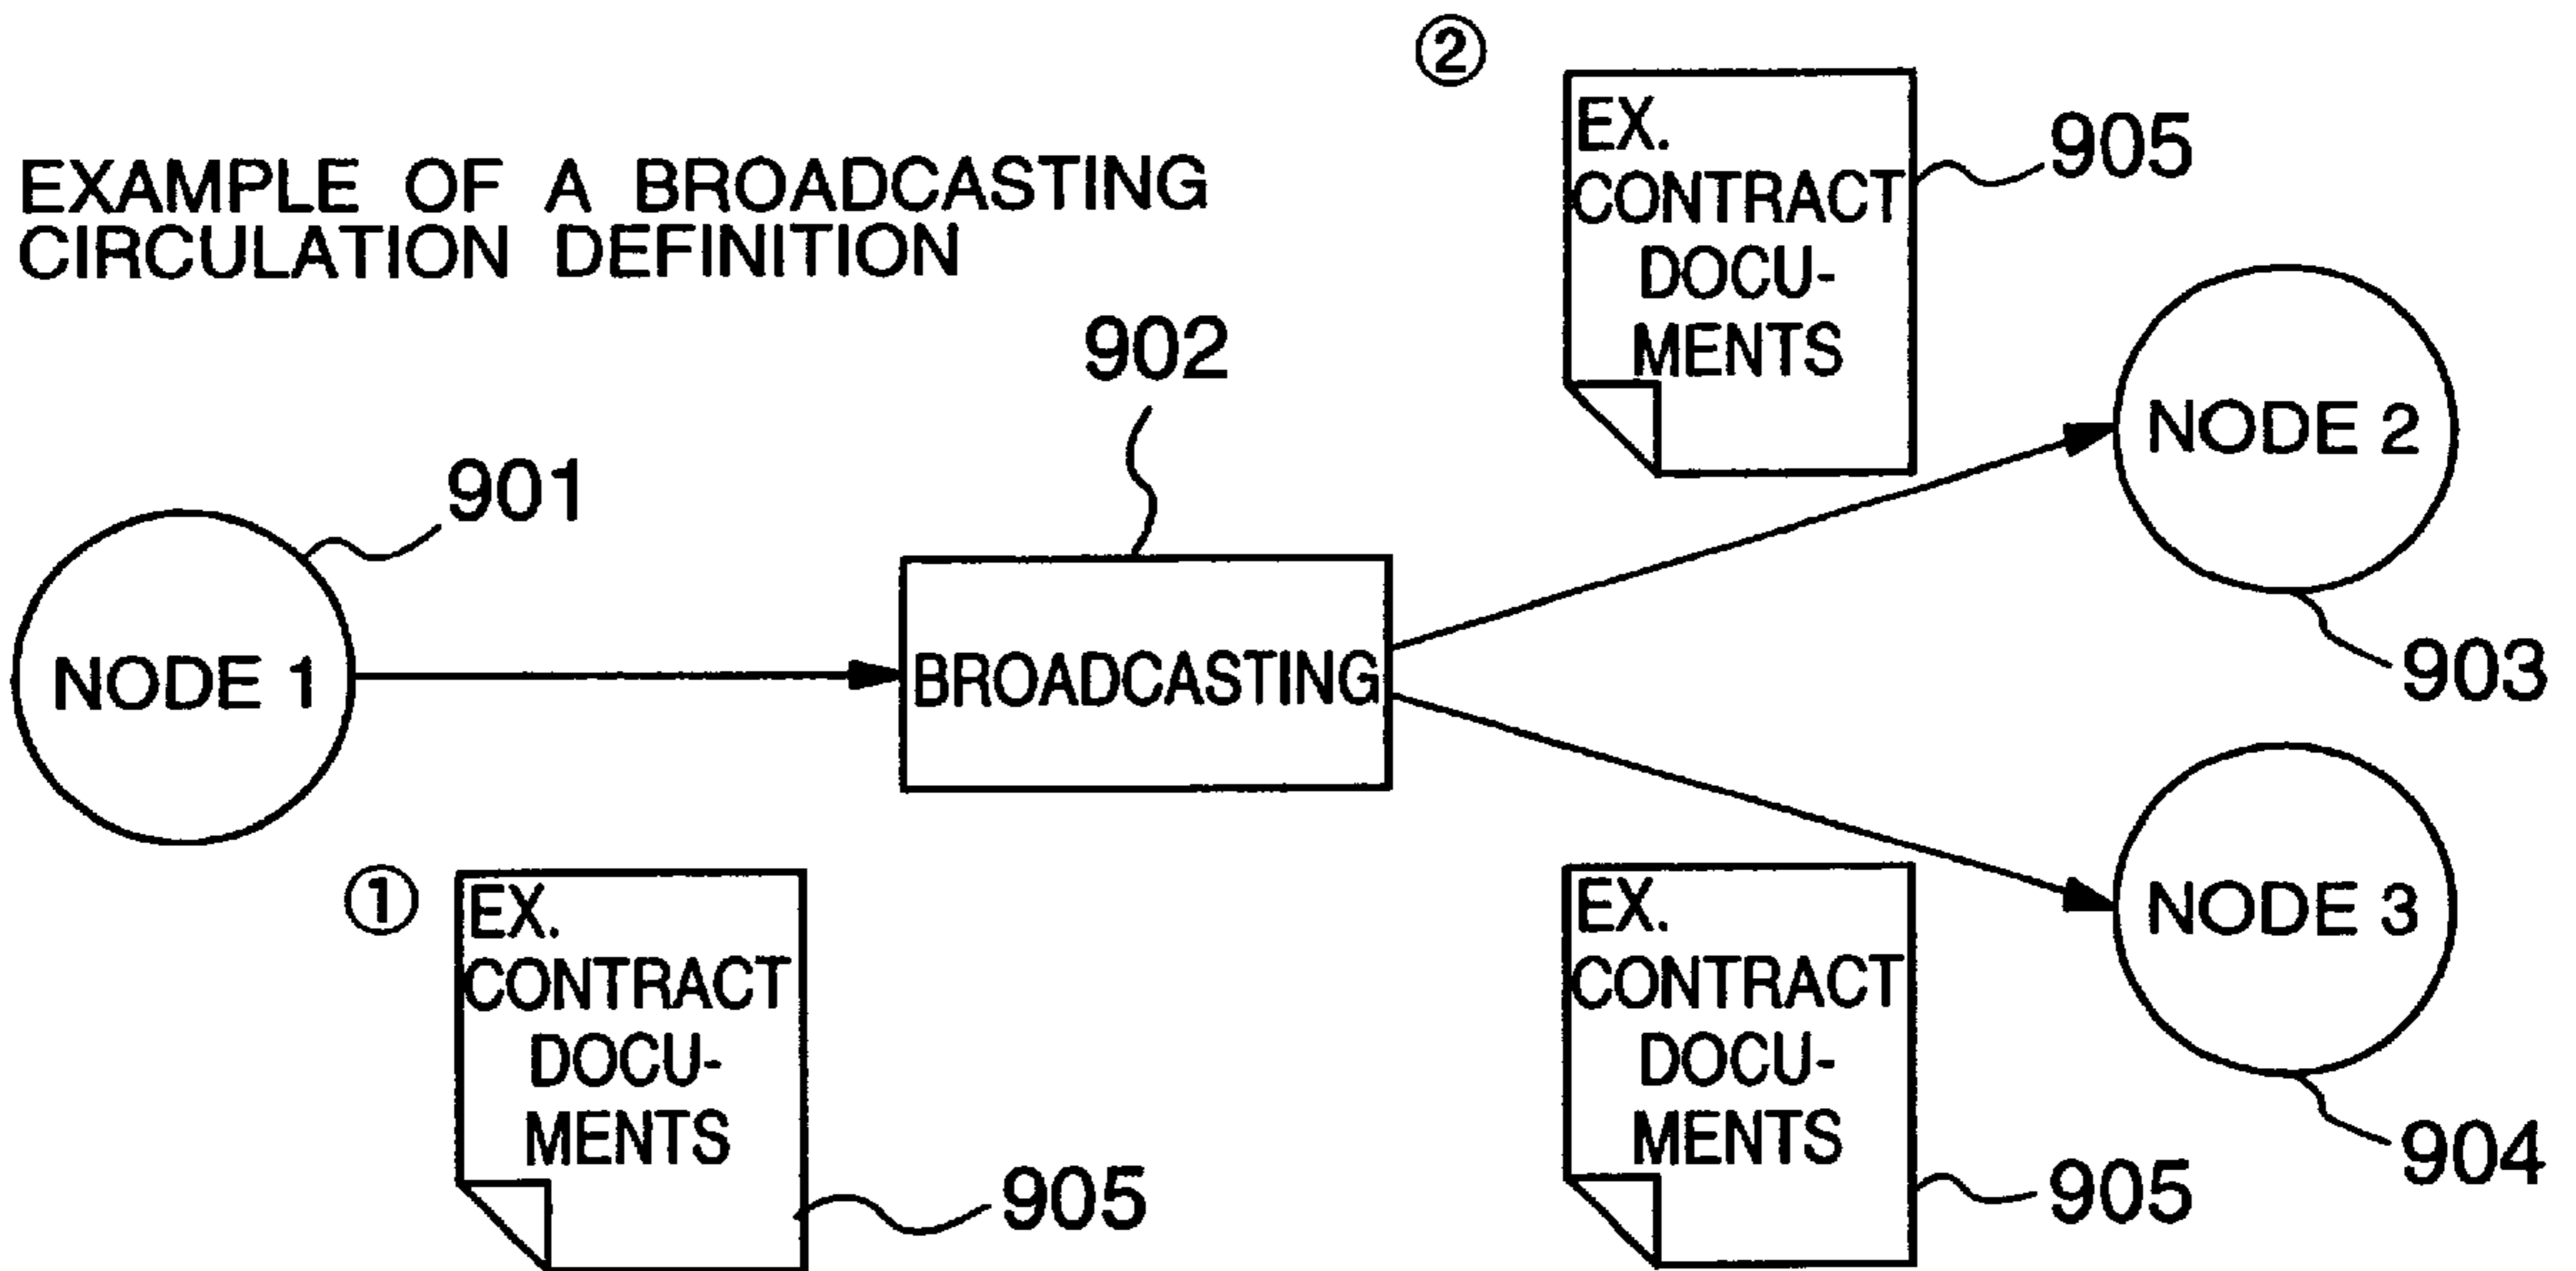 EXAMPLE OF A BROADCASTING
CIRCULATION DEFINITION
②
EX.
CONTRACT
DOCU-
MENTS
905
902
901
NODE 1
BROADCASTING
NODE 2
903
①
EX.
CONTRACT
DOCU-
MENTS
905
EX.
CONTRACT
DOCU-
MENTS
905
NODE 3
904